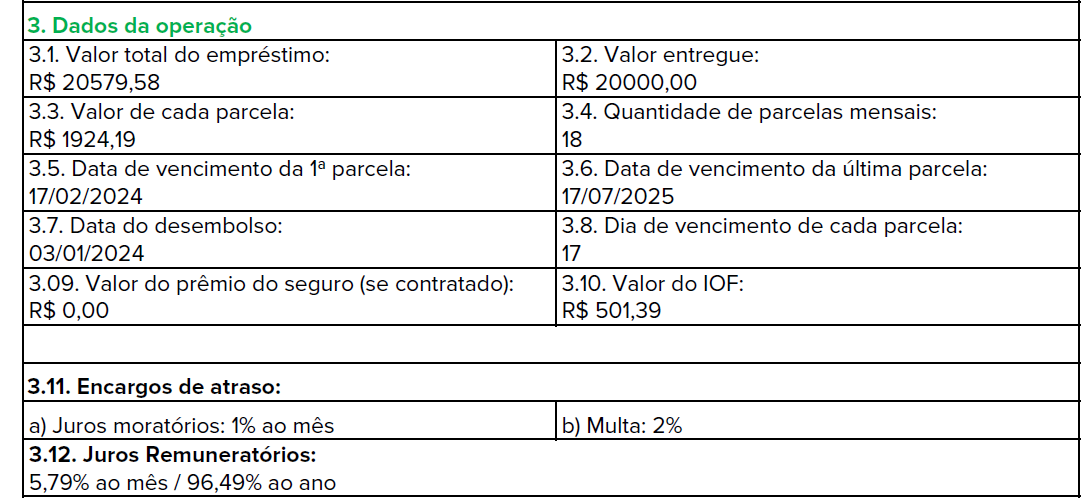 3. Dados da operação
3.1. Valor total do empréstimo:
R$ 20579,58
3.2. Valor entregue:
R$ 20000,00
3.3. Valor de cada parcela:
R$ 1924,19
3.4. Quantidade de parcelas mensais:
18
3.5. Data de vencimento da 1ª parcela:
17/02/2024
3.6. Data de vencimento da última parcela:
17/07/2025
3.7. Data do desembolso:
03/01/2024
3.8. Dia de vencimento de cada parcela:
17
3.09. Valor do prêmio do seguro (se contratado):
R$ 0,00
3.10. Valor do IOF:
R$ 501,39
3.11. Encargos de atraso:
a) Juros moratórios: 1% ao mês
b) Multa: 2%
3.12. Juros Remuneratórios:
5,79% ao mês / 96,49% ao ano